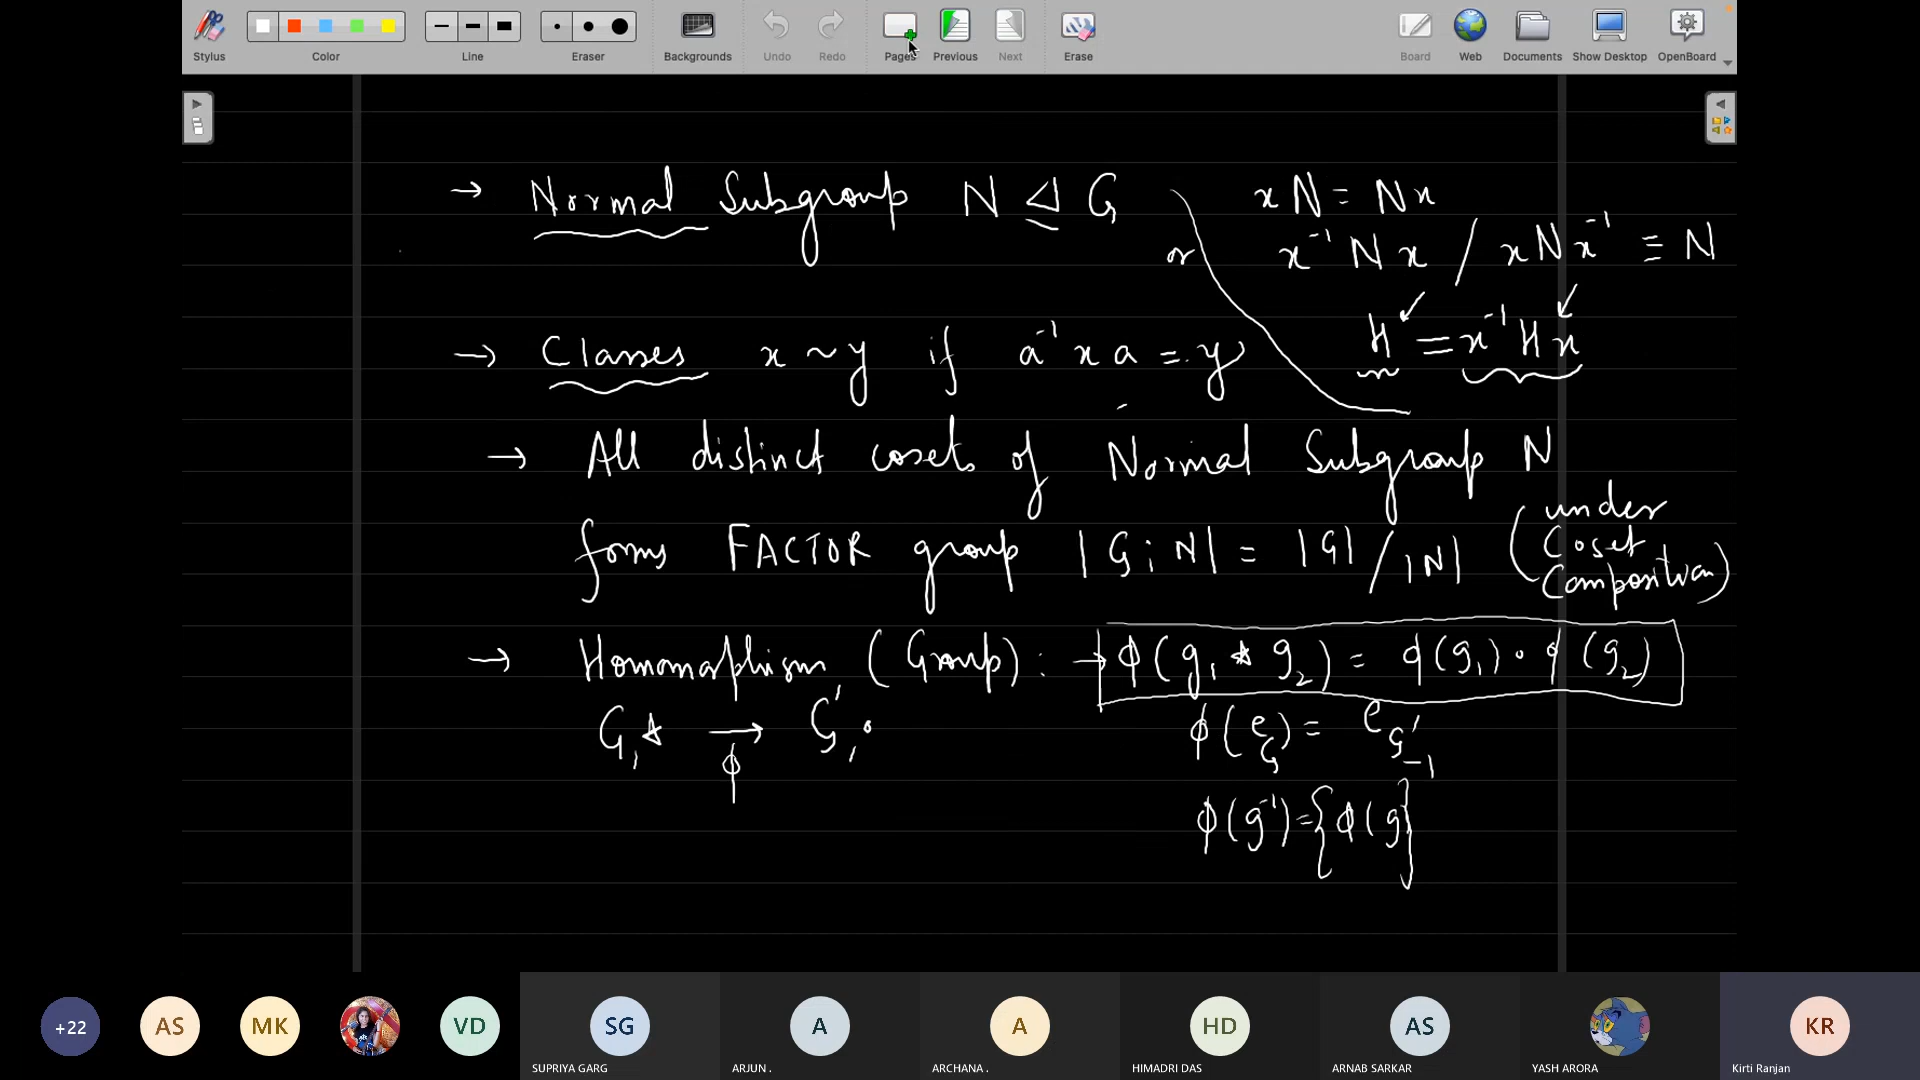 Stylus Color Line Eraser Backgrounds Undo Redo Pages Previous Next Erase Board Web Documents Show Desktop OpenBoard
→ Normal Subgroup N ⊴ G xN = Nx
or x⁻¹Nx / xNx⁻¹ ≡ N
H = x⁻¹Hx
→ Classes x ~ y if a⁻¹xa = y
→ All distinct cosets of Normal Subgroup N
forms FACTOR group |G;N| = |G| / |N| (under Coset Composition)
→ Homomorphism (Group): → ϕ(g₁ ★ g₂) = ϕ(g₁) • ϕ(g₂)
G, ★ →ϕ G', • ϕ(e_G) = e_G'
ϕ(g⁻¹) = {ϕ(g}⁻¹
+22 AS MK VD SG A A HD AS KR
SUPRIYA GARG ARJUN . ARCHANA . HIMADRI DAS ARNAB SARKAR YASH ARORA Kirti Ranjan